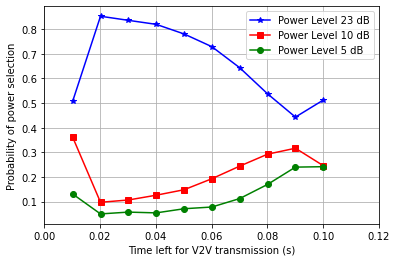 Power Level 23 dB
Power Level 10 dB
Power Level 5 dB
Probability of power selection
0.8
0.7
0.6
0.5
0.4
0.3
0.2
0.1
0.00 0.02 0.04 0.06 0.08 0.10 0.12
Time left for V2V transmission (s)